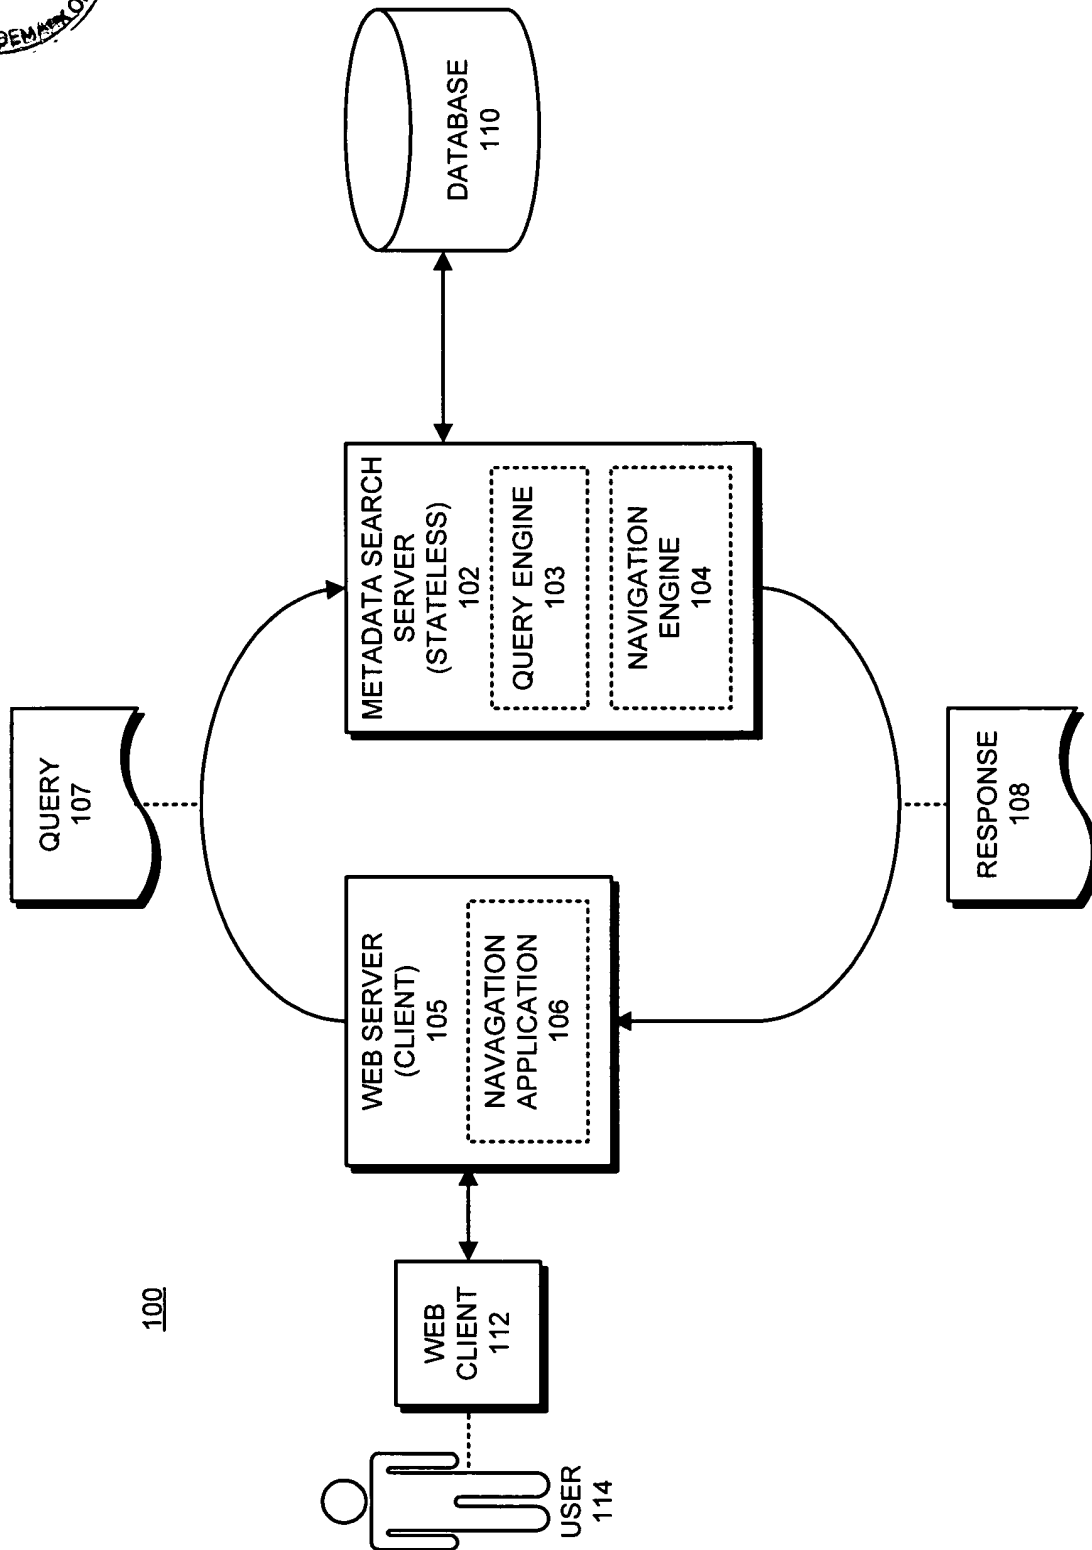 100
QUERY
107
DATABASE
110
METADATA SEARCH
SERVER
(STATELESS)
102
QUERY ENGINE
103
NAVIGATION
ENGINE
104
WEB SERVER
(CLIENT)
105
NAVAGATION
APPLICATION
106
WEB
CLIENT
112
USER
114
RESPONSE
108